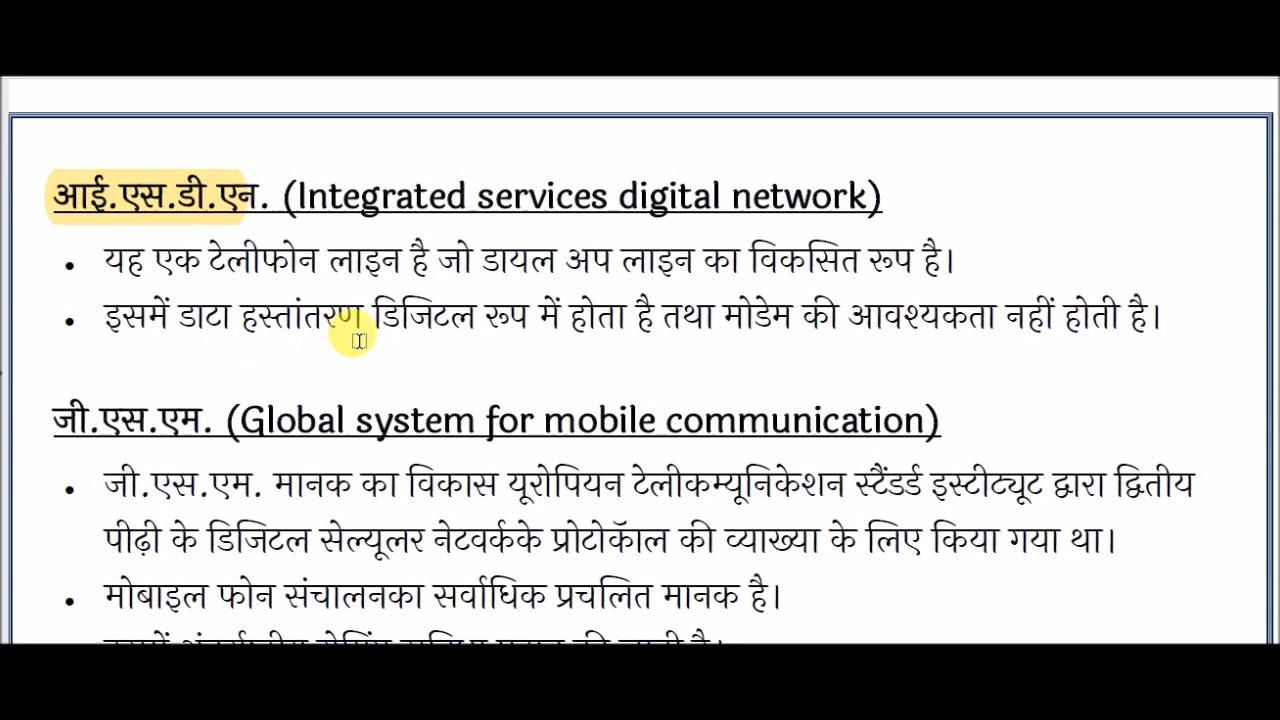 आई.एस.डी.एन. (Integrated services digital network)
• यह एक टेलीफोन लाइन है जो डायल अप लाइन का विकसित रूप है।
• इसमें डाटा हस्तांतरण डिजिटल रूप में होता है तथा मोडेम की आवश्यकता नहीं होती है।
जी.एस.एम. (Global system for mobile communication)
• जी.एस.एम. मानक का विकास यूरोपियन टेलीकम्यूनिकेशन स्टैंडर्ड इस्टीट्यूट द्वारा द्वितीय
पीढ़ी के डिजिटल सेल्यूलर नेटवर्कके प्रोटोकॅाल की व्याख्या के लिए किया गया था।
• मोबाइल फोन संचालनका सर्वाधिक प्रचलित मानक है।